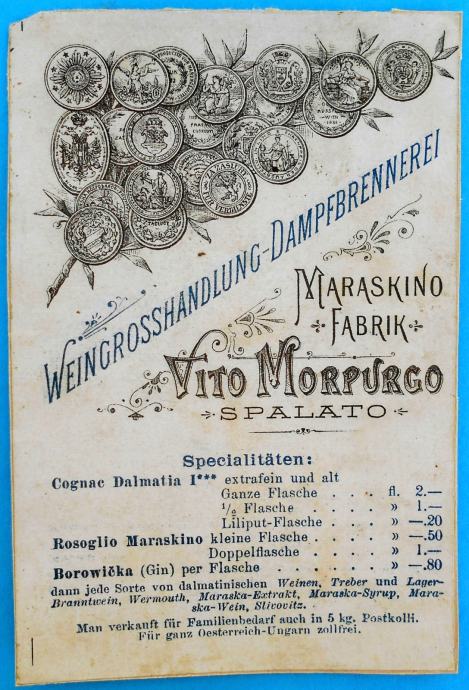 WEINGROSSHANDLUNG-DAMPFBRENNEREI
MARASKINO
FABRIK
VITO MORPURGO
SPALATO
Specialitäten:
Cognac Dalmatia I*** extrafein und alt
Ganze Flasche . . . fl. 2.—
½ Flasche . . . . » 1.—
Liliput-Flasche . . . » —.20
Rosoglio Maraskino kleine Flasche . . . . » —.50
Doppelflasche . . . . » 1.—
Borowička (Gin) per Flasche . . . . . . » —.80
dann jede Sorte von dalmatinischen Weinen, Treber und Lager-
Branntwein, Wermouth, Maraska-Extrakt, Maraska-Syrup, Mara-
ska-Wein, Slivovitz.
Man verkauft für Familienbedarf auch in 5 kg. Postkolli.
Für ganz Oesterreich-Ungarn zollfrei.